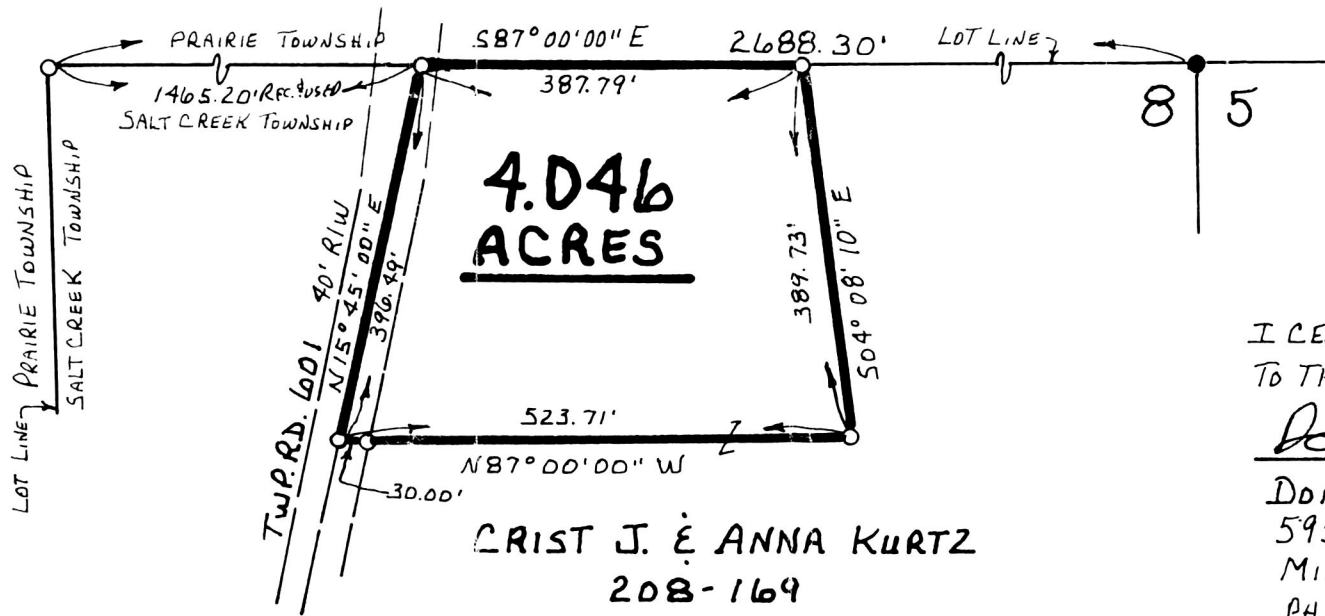 PRAIRIE TOWNSHIP
S87°00'00" E
2688.30'
LOT LINE
387.79'
1465.20' REC. & USED
SALT CREEK TOWNSHIP
8 5
LOT LINE
PRAIRIE TOWNSHIP
SALT CREEK TOWNSHIP
4.046
ACRES
TWP. RD. 601
40' R/W
N15°45'00" E
396.49'
389.73'
S04°08'10" E
523.71'
N87°00'00" W
30.00'
CRIST J. & ANNA KURTZ
208-169
I CE
TO TH
DON
595
MI
PH